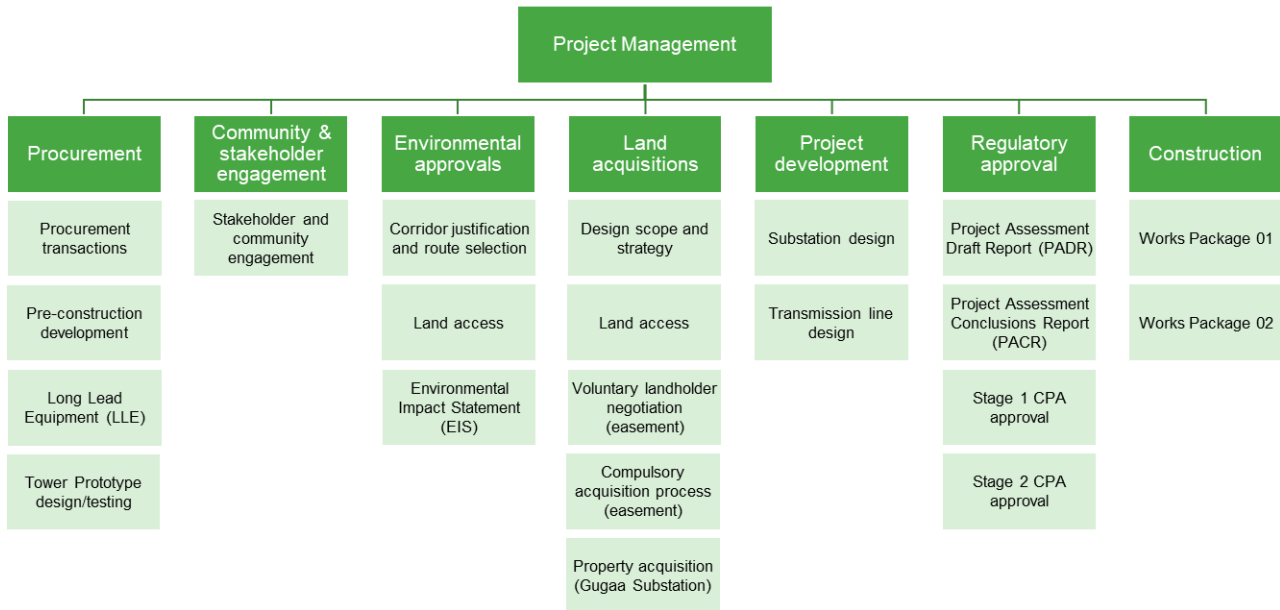 Project Management
Procurement
Procurement
transactions
Pre-construction
development
Long Lead
Equipment (LLE)
Tower Prototype
design/testing
Community &
stakeholder
engagement
Stakeholder and
community
engagement
Environmental
approvals
Corridor justification
and route selection
Land access
Environmental
Impact Statement
(EIS)
Land
acquisitions
Design scope and
strategy
Land access
Voluntary landholder
negotiation
(easement)
Compulsory
acquisition process
(easement)
Property acquisition
(Gugaa Substation)
Project
development
Substation design
Transmission line
design
Regulatory
approval
Project Assessment
Draft Report (PADR)
Project Assessment
Conclusions Report
(PACR)
Stage 1 CPA
approval
Stage 2 CPA
approval
Construction
Works Package 01
Works Package 02